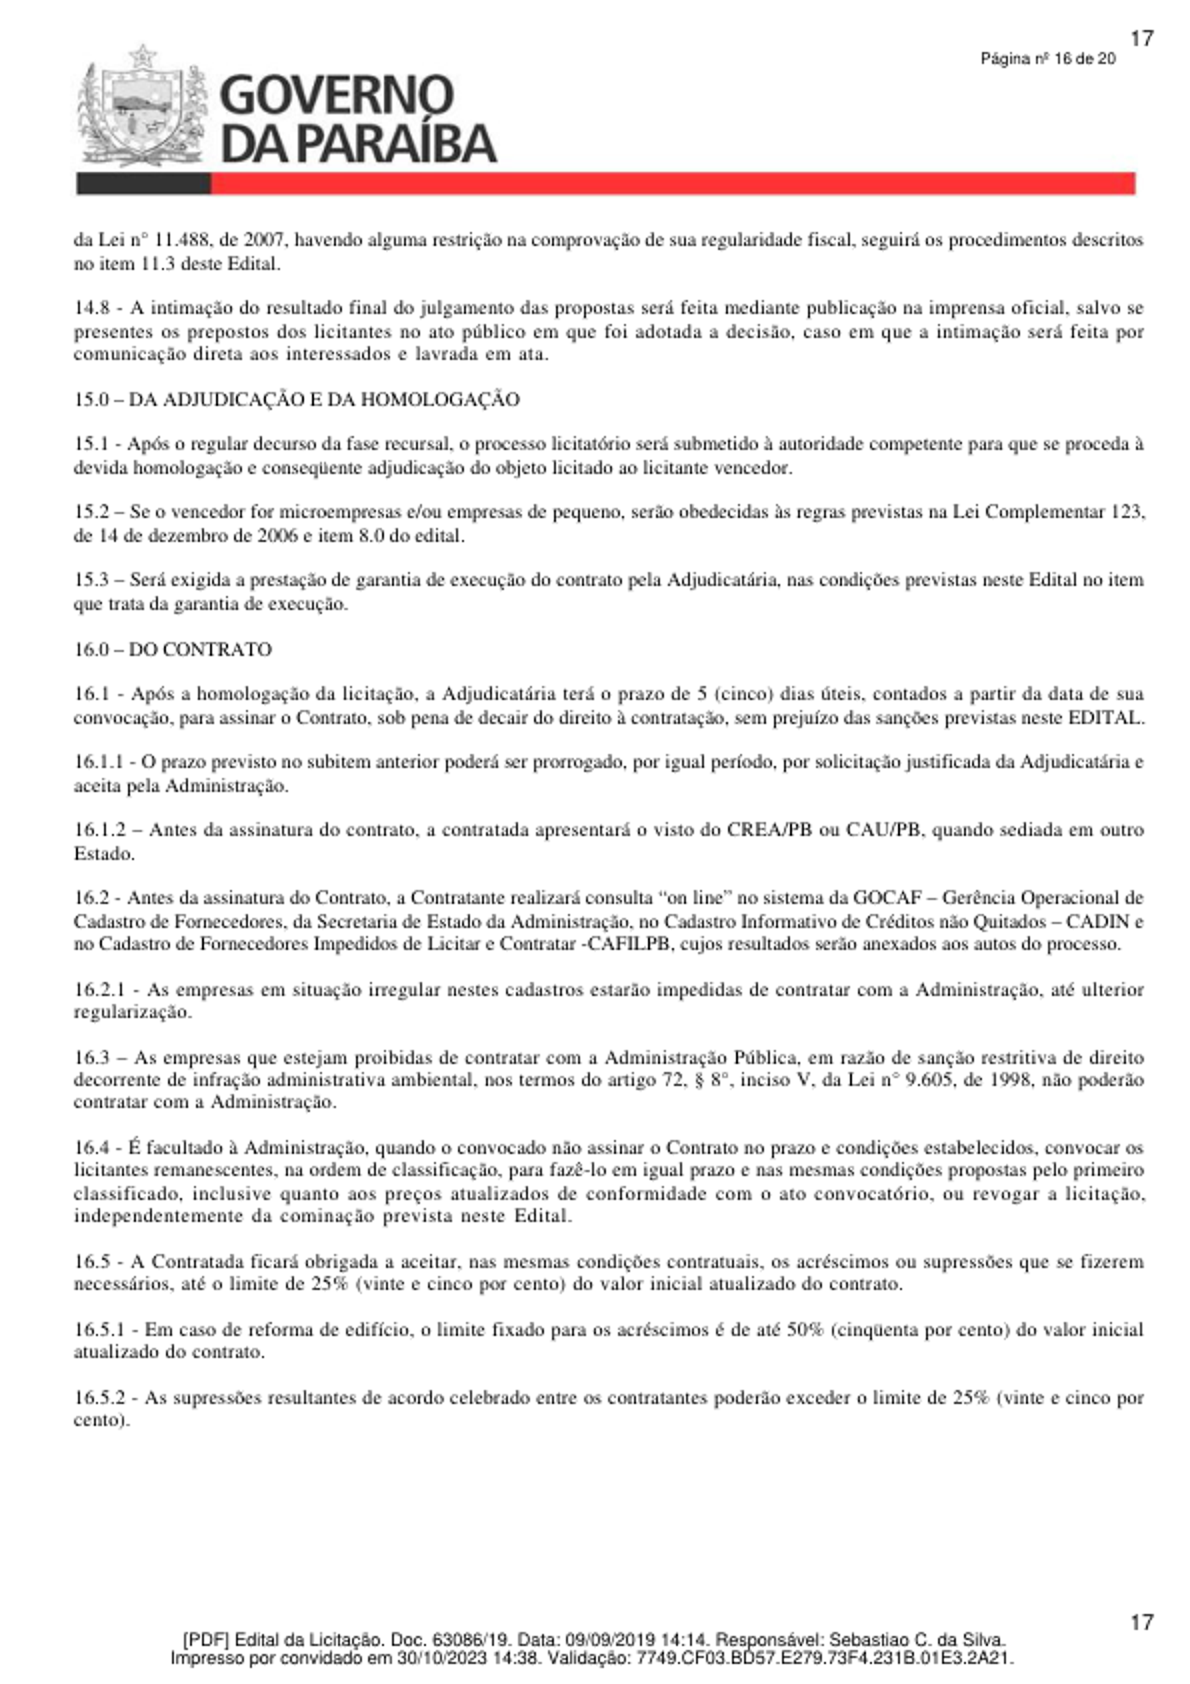 17
Página nº 16 de 20
GOVERNO
DA PARAÍBA
da Lei n° 11.488, de 2007, havendo alguma restrição na comprovação de sua regularidade fiscal, seguirá os procedimentos descritos
no item 11.3 deste Edital.
14.8 - A intimação do resultado final do julgamento das propostas será feita mediante publicação na imprensa oficial, salvo se
presentes os prepostos dos licitantes no ato público em que foi adotada a decisão, caso em que a intimação será feita por
comunicação direta aos interessados e lavrada em ata.
15.0 – DA ADJUDICAÇÃO E DA HOMOLOGAÇÃO
15.1 - Após o regular decurso da fase recursal, o processo licitatório será submetido à autoridade competente para que se proceda à
devida homologação e conseqüente adjudicação do objeto licitado ao licitante vencedor.
15.2 – Se o vencedor for microempresas e/ou empresas de pequeno, serão obedecidas às regras previstas na Lei Complementar 123,
de 14 de dezembro de 2006 e item 8.0 do edital.
15.3 – Será exigida a prestação de garantia de execução do contrato pela Adjudicatária, nas condições previstas neste Edital no item
que trata da garantia de execução.
16.0 – DO CONTRATO
16.1 - Após a homologação da licitação, a Adjudicatária terá o prazo de 5 (cinco) dias úteis, contados a partir da data de sua
convocação, para assinar o Contrato, sob pena de decair do direito à contratação, sem prejuízo das sanções previstas neste EDITAL.
16.1.1 - O prazo previsto no subitem anterior poderá ser prorrogado, por igual período, por solicitação justificada da Adjudicatária e
aceita pela Administração.
16.1.2 – Antes da assinatura do contrato, a contratada apresentará o visto do CREA/PB ou CAU/PB, quando sediada em outro
Estado.
16.2 - Antes da assinatura do Contrato, a Contratante realizará consulta “on line” no sistema da GOCAF – Gerência Operacional de
Cadastro de Fornecedores, da Secretaria de Estado da Administração, no Cadastro Informativo de Créditos não Quitados – CADIN e
no Cadastro de Fornecedores Impedidos de Licitar e Contratar -CAFILPB, cujos resultados serão anexados aos autos do processo.
16.2.1 - As empresas em situação irregular nestes cadastros estarão impedidas de contratar com a Administração, até ulterior
regularização.
16.3 – As empresas que estejam proibidas de contratar com a Administração Pública, em razão de sanção restritiva de direito
decorrente de infração administrativa ambiental, nos termos do artigo 72, § 8°, inciso V, da Lei n° 9.605, de 1998, não poderão
contratar com a Administração.
16.4 - É facultado à Administração, quando o convocado não assinar o Contrato no prazo e condições estabelecidos, convocar os
licitantes remanescentes, na ordem de classificação, para fazê-lo em igual prazo e nas mesmas condições propostas pelo primeiro
classificado, inclusive quanto aos preços atualizados de conformidade com o ato convocatório, ou revogar a licitação,
independentemente da cominação prevista neste Edital.
16.5 - A Contratada ficará obrigada a aceitar, nas mesmas condições contratuais, os acréscimos ou supressões que se fizerem
necessários, até o limite de 25% (vinte e cinco por cento) do valor inicial atualizado do contrato.
16.5.1 - Em caso de reforma de edifício, o limite fixado para os acréscimos é de até 50% (cinqüenta por cento) do valor inicial
atualizado do contrato.
16.5.2 - As supressões resultantes de acordo celebrado entre os contratantes poderão exceder o limite de 25% (vinte e cinco por
cento).
17
[PDF] Edital da Licitação. Doc. 63086/19. Data: 09/09/2019 14:14. Responsável: Sebastiao C. da Silva.
Impresso por convidado em 30/10/2023 14:38. Validação: 7749.CF03.BD57.E279.73F4.231B.01E3.2A21.